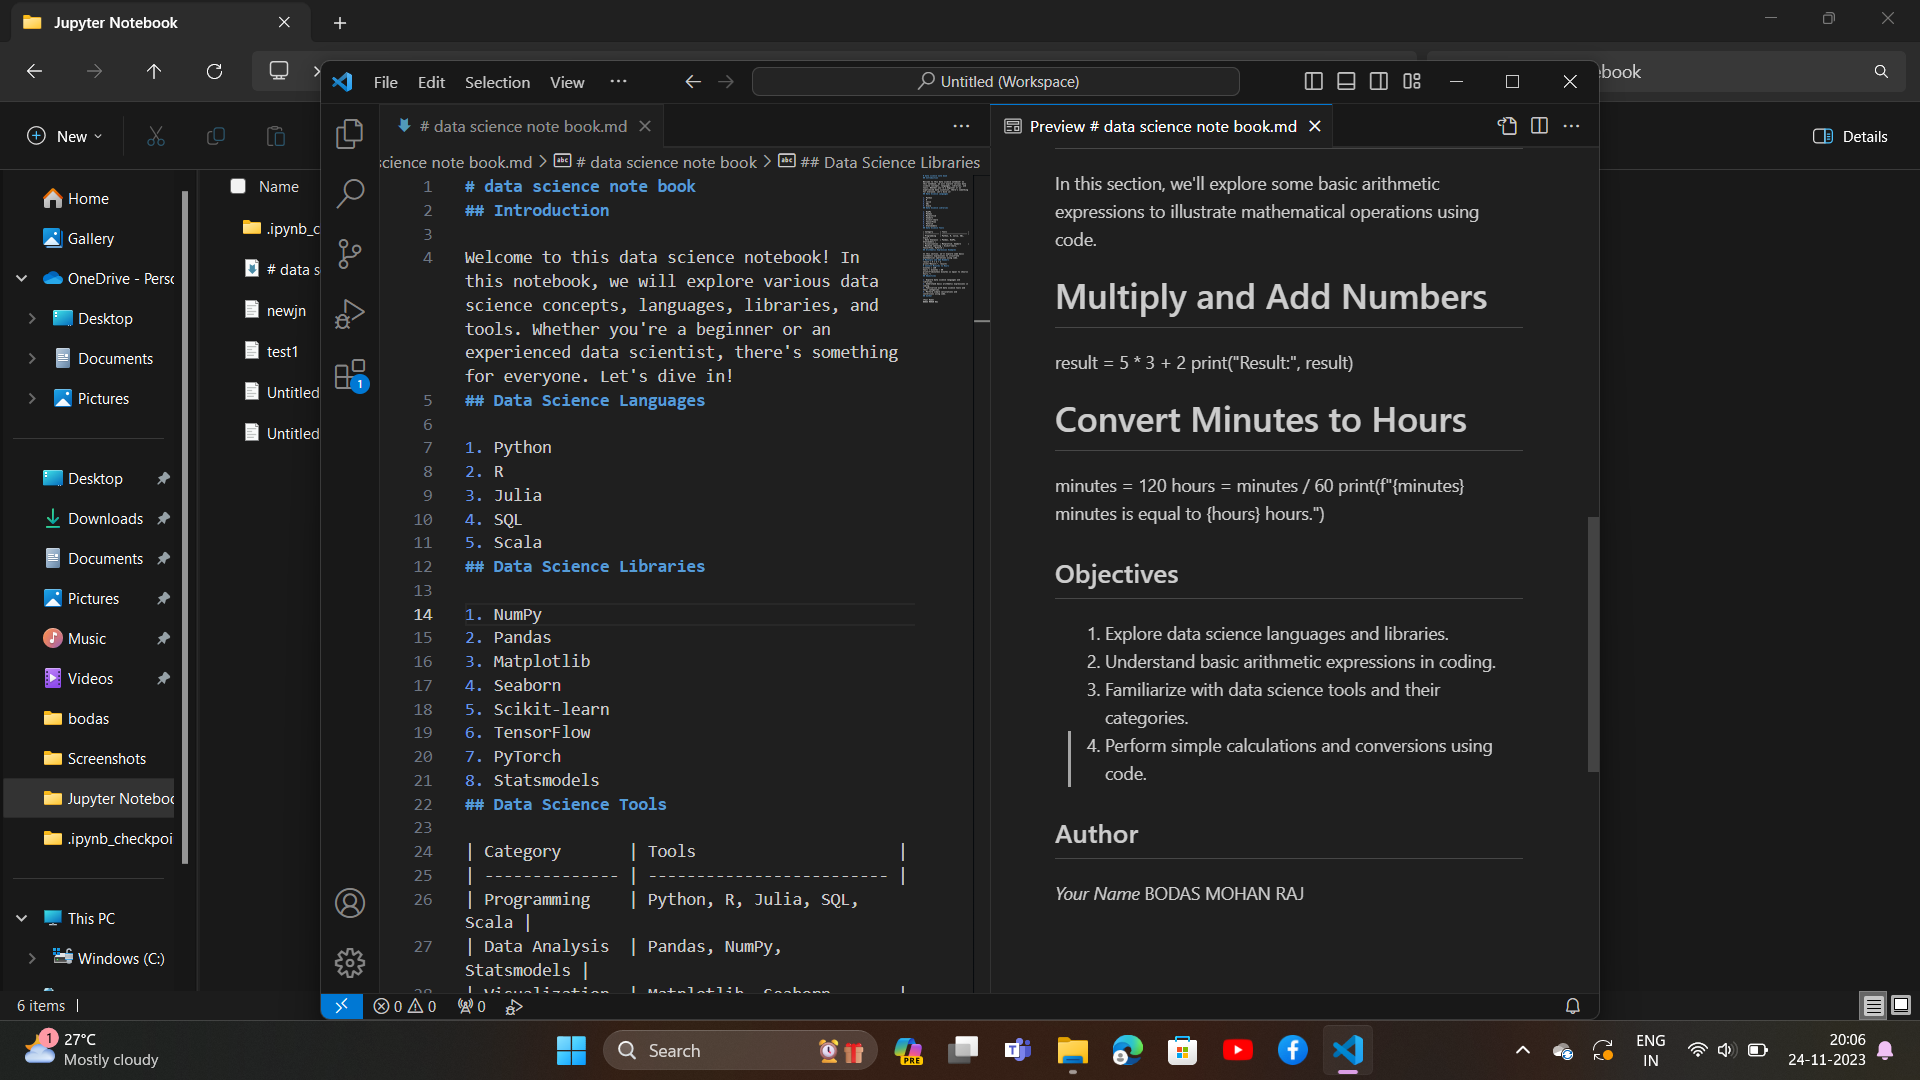 Jupyter Notebook
ebook
New
Details
Home
Gallery
OneDrive - Perso
Desktop
Documents
Pictures
Desktop
Downloads
Documents
Pictures
Music
Videos
bodas
Screenshots
Jupyter Noteboo
.ipynb_checkpoi
This PC
Windows (C:)
6 items
Name
.ipynb_c
# data s
newjn
test1
Untitled
Untitled
File Edit Selection View ... Untitled (Workspace)
# data science note book.md
science note book.md > # data science note book > ## Data Science Libraries
1 # data science note book
2 ## Introduction
3
4 Welcome to this data science notebook! In
this notebook, we will explore various data
science concepts, languages, libraries, and
tools. Whether you're a beginner or an
experienced data scientist, there's something
for everyone. Let's dive in!
5 ## Data Science Languages
6
7 1. Python
8 2. R
9 3. Julia
10 4. SQL
11 5. Scala
12 ## Data Science Libraries
13
14 1. NumPy
15 2. Pandas
16 3. Matplotlib
17 4. Seaborn
18 5. Scikit-learn
19 6. TensorFlow
20 7. PyTorch
21 8. Statsmodels
22 ## Data Science Tools
23
24 | Category | Tools |
25 | -------------- | ------------------------- |
26 | Programming | Python, R, Julia, SQL,
Scala |
27 | Data Analysis | Pandas, NumPy,
Statsmodels |
28 | Visualization | Matplotlib, Seaborn |
1
Preview # data science note book.md
In this section, we'll explore some basic arithmetic
expressions to illustrate mathematical operations using
code.
Multiply and Add Numbers
result = 5 * 3 + 2 print("Result:", result)
Convert Minutes to Hours
minutes = 120 hours = minutes / 60 print(f"{minutes}
minutes is equal to {hours} hours.")
Objectives
1. Explore data science languages and libraries.
2. Understand basic arithmetic expressions in coding.
3. Familiarize with data science tools and their
categories.
4. Perform simple calculations and conversions using
code.
Author
Your Name BODAS MOHAN RAJ
0 0 0
1
27°C
Mostly cloudy
Search
PRE
ENG
IN
20:06
24-11-2023